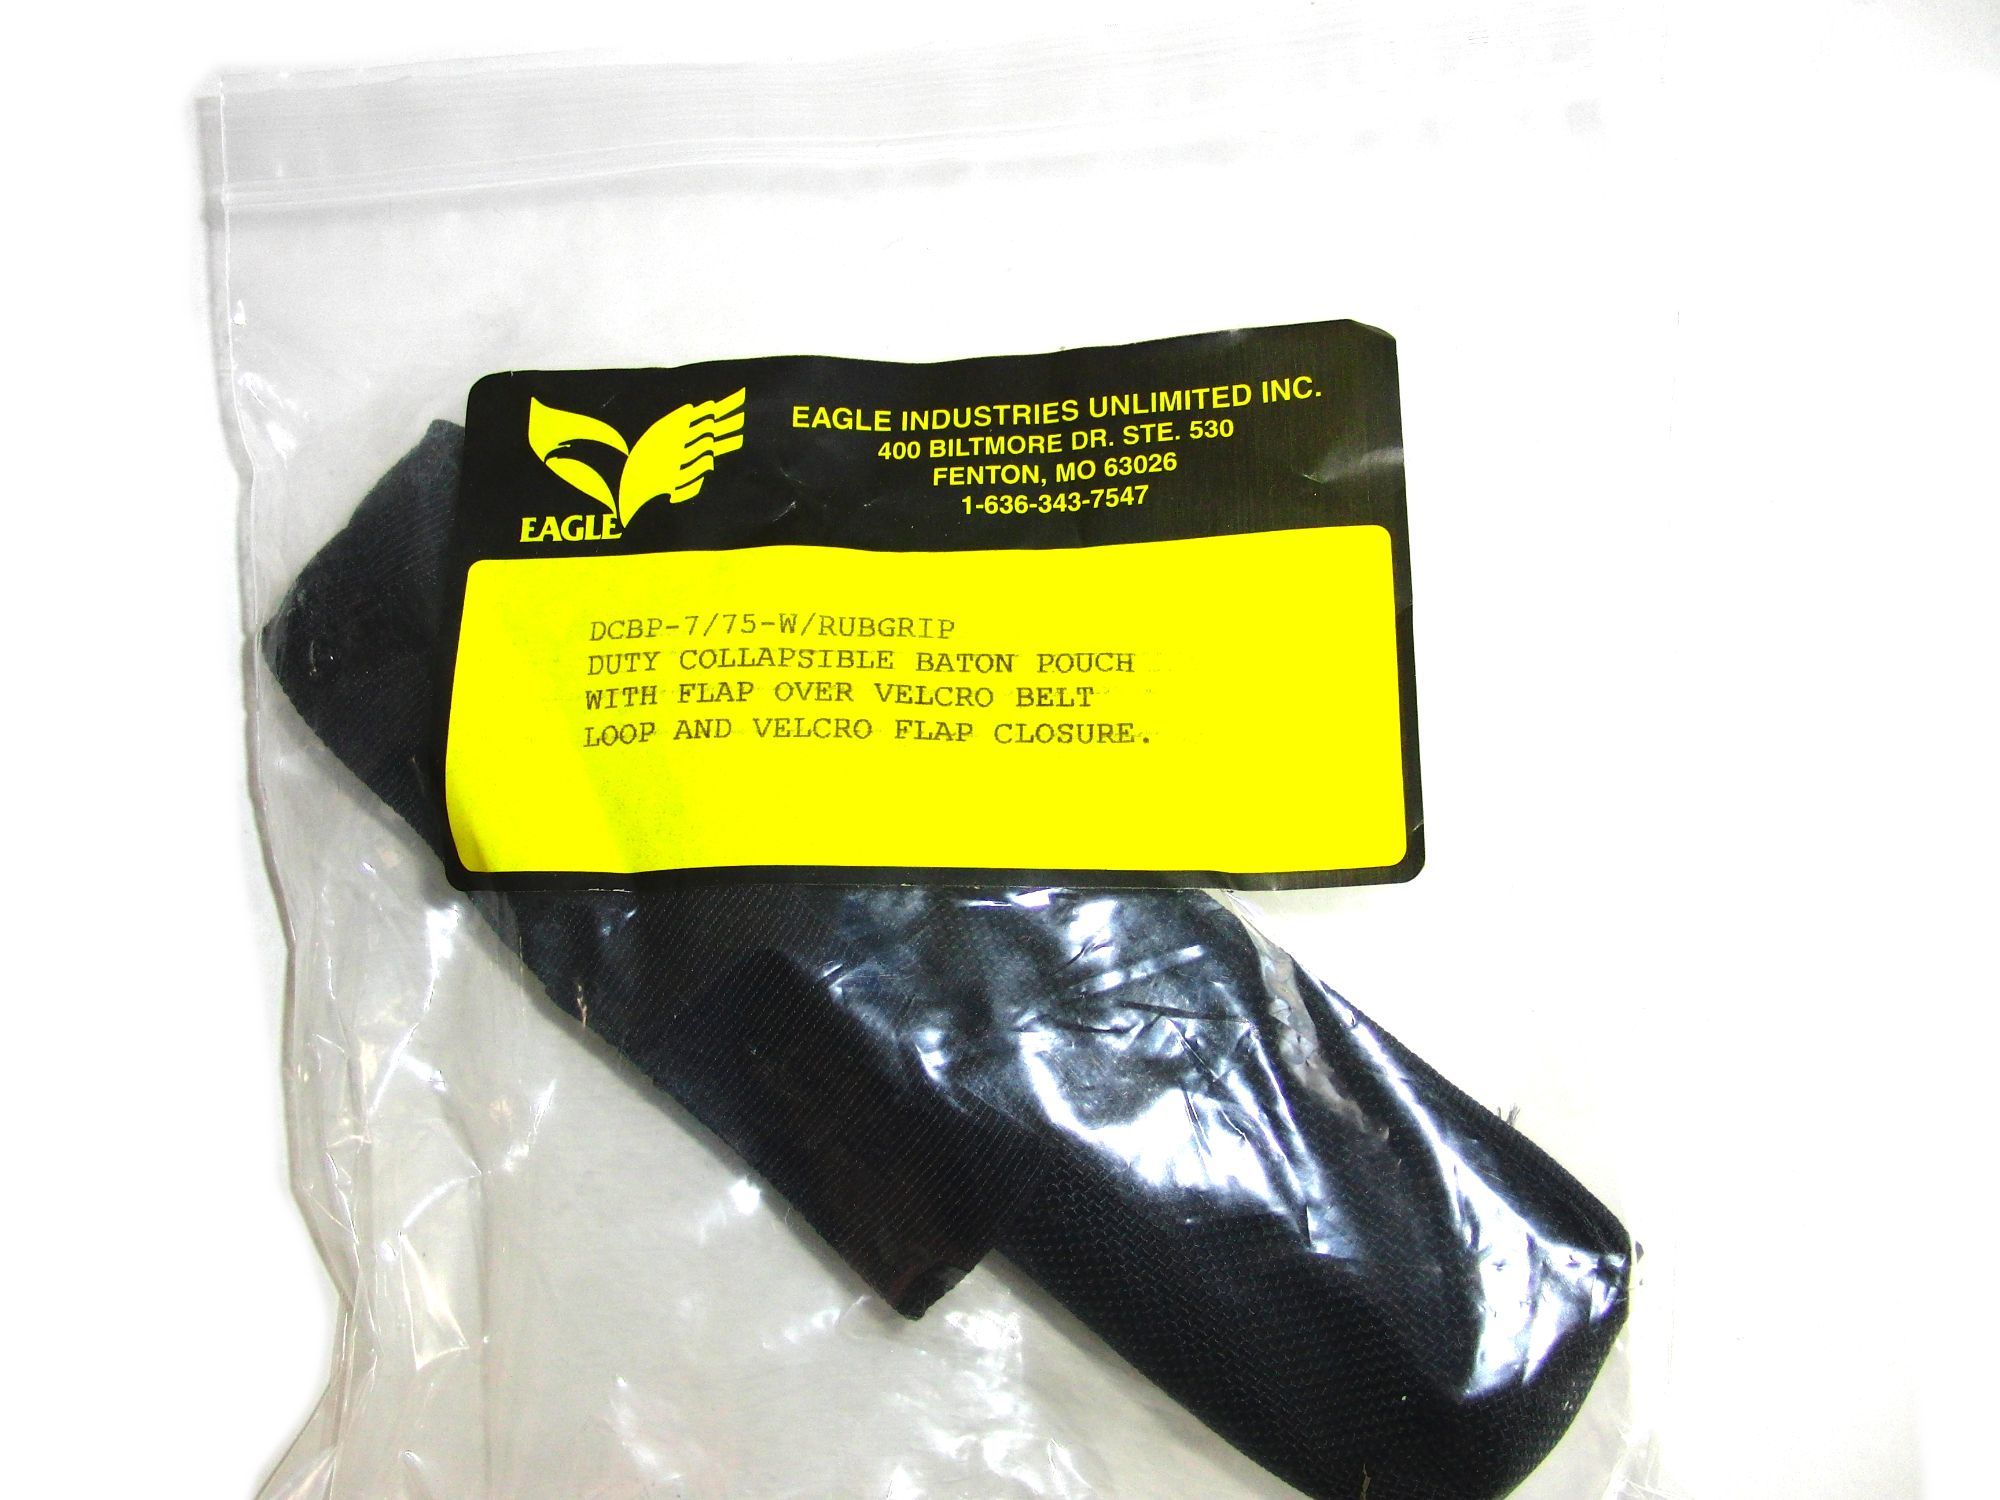 EAGLE
EAGLE INDUSTRIES UNLIMITED INC.
400 BILTMORE DR. STE. 530
FENTON, MO 63026
1-636-343-7547
DCBP-7/75-W/RUBGRIP
DUTY COLLAPSIBLE BATON POUCH
WITH FLAP OVER VELCRO BELT
LOOP AND VELCRO FLAP CLOSURE.